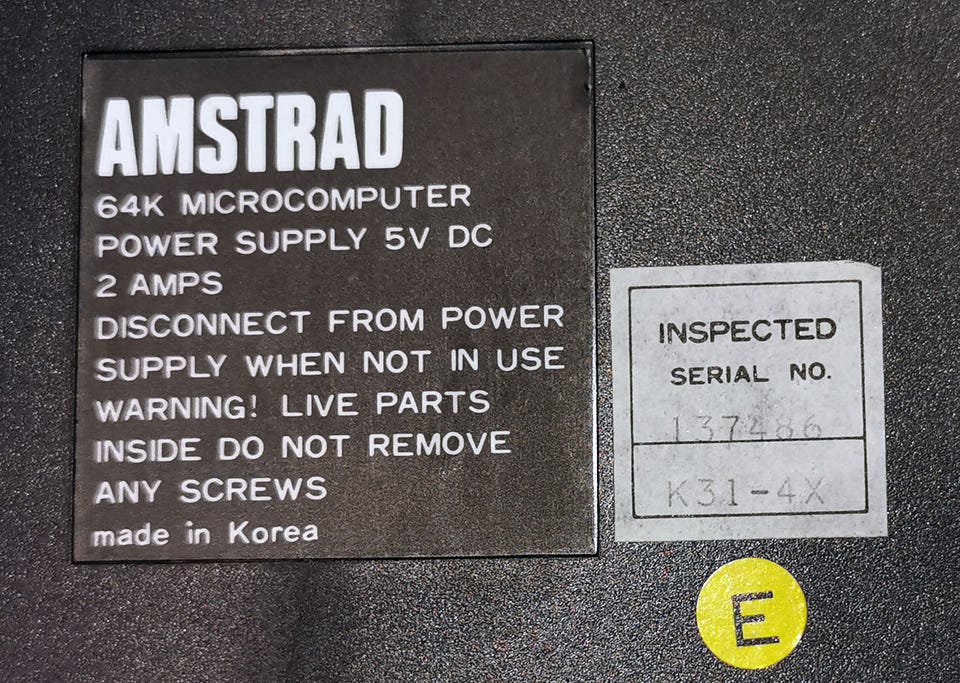 AMSTRAD
64K MICROCOMPUTER
POWER SUPPLY 5V DC
2 AMPS
DISCONNECT FROM POWER
SUPPLY WHEN NOT IN USE
WARNING! LIVE PARTS
INSIDE DO NOT REMOVE
ANY SCREWS
made in Korea
INSPECTED
SERIAL NO.
137486
K31-4X
E